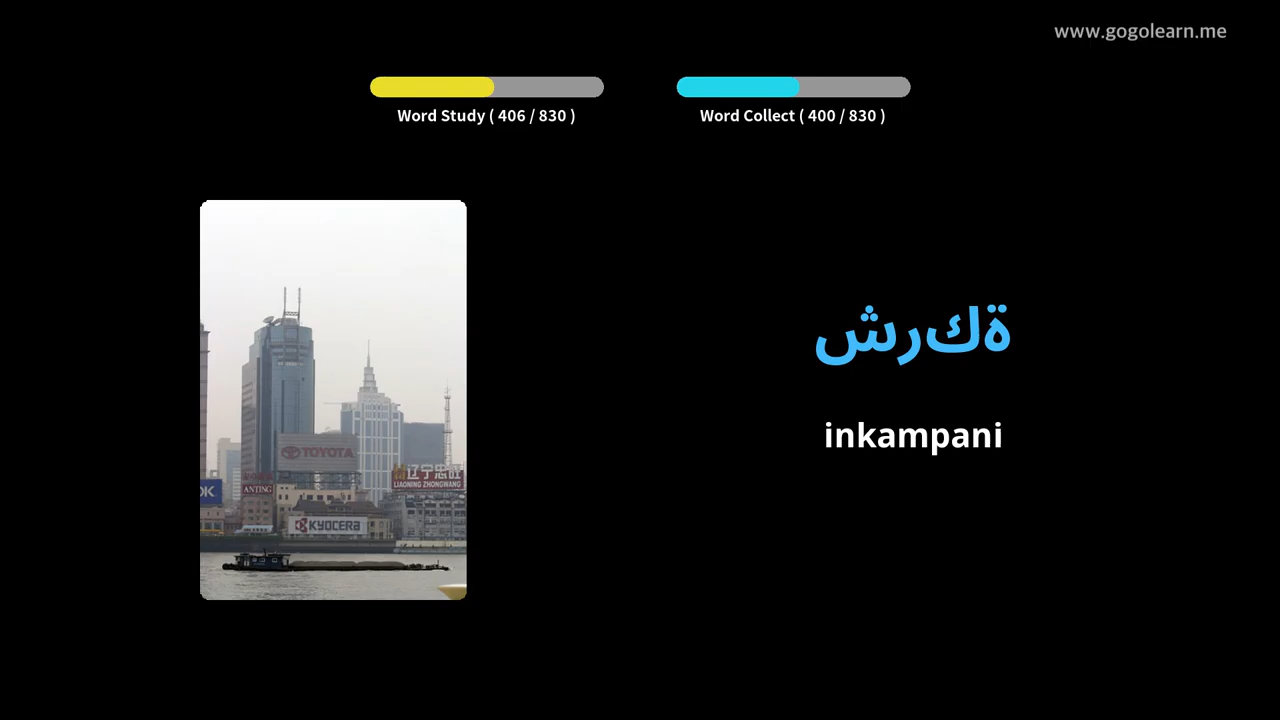 www.gogolearn.me
Word Study ( 406 / 830 )
Word Collect ( 400 / 830 )
شركة
inkampani
TOYOTA
辽宁忠旺
LIAONING ZHONGWANG
OK
ANTING
KYOCERA